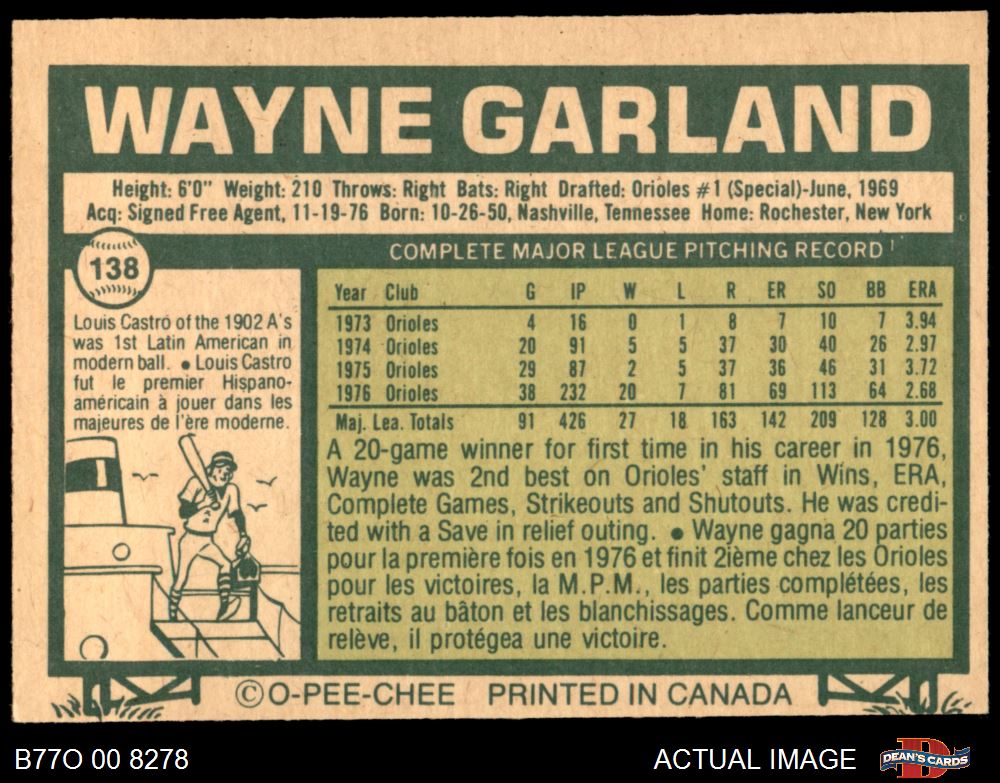 WAYNE GARLAND
Height: 6'0" Weight: 210 Throws: Right Bats: Right Drafted: Orioles #1 (Special)-June, 1969
Acq: Signed Free Agent, 11-19-76 Born: 10-26-50, Nashville, Tennessee Home: Rochester, New York
138
COMPLETE MAJOR LEAGUE PITCHING RECORD
Louis Castro of the 1902 A's
was 1st Latin American in
modern ball. ● Louis Castro
fut le premier Hispano-
américain à jouer dans les
majeures de l'ère moderne.
1
A
Year Club G IP W L R ER SO BB ERA
1973 Orioles 4 16 0 1 8 7 10 7 3.94
1974 Orioles 20 91 5 5 37 30 40 26 2.97
1975 Orioles 29 87 2 5 37 36 46 31 3.72
1976 Orioles 38 232 20 7 81 69 113 64 2.68
Maj. Lea. Totals 91 426 27 18 163 142 209 128 3.00
A 20-game winner for first time in his career in 1976,
Wayne was 2nd best on Orioles' staff in Wins, ERA,
Complete Games, Strikeouts and Shutouts. He was credi-
ted with a Save in relief outing. ● Wayne gagna 20 parties
pour la première fois en 1976 et finit 2ième chez les Orioles
pour les victoires, la M.P.M., les parties complétées, les
retraits au bâton et les blanchissages. Comme lanceur de
relève, il protégea une victoire.
© O-PEE-CHEE PRINTED IN CANADA
B77O 00 8278
ACTUAL IMAGE
D
DEAN'S CARDS